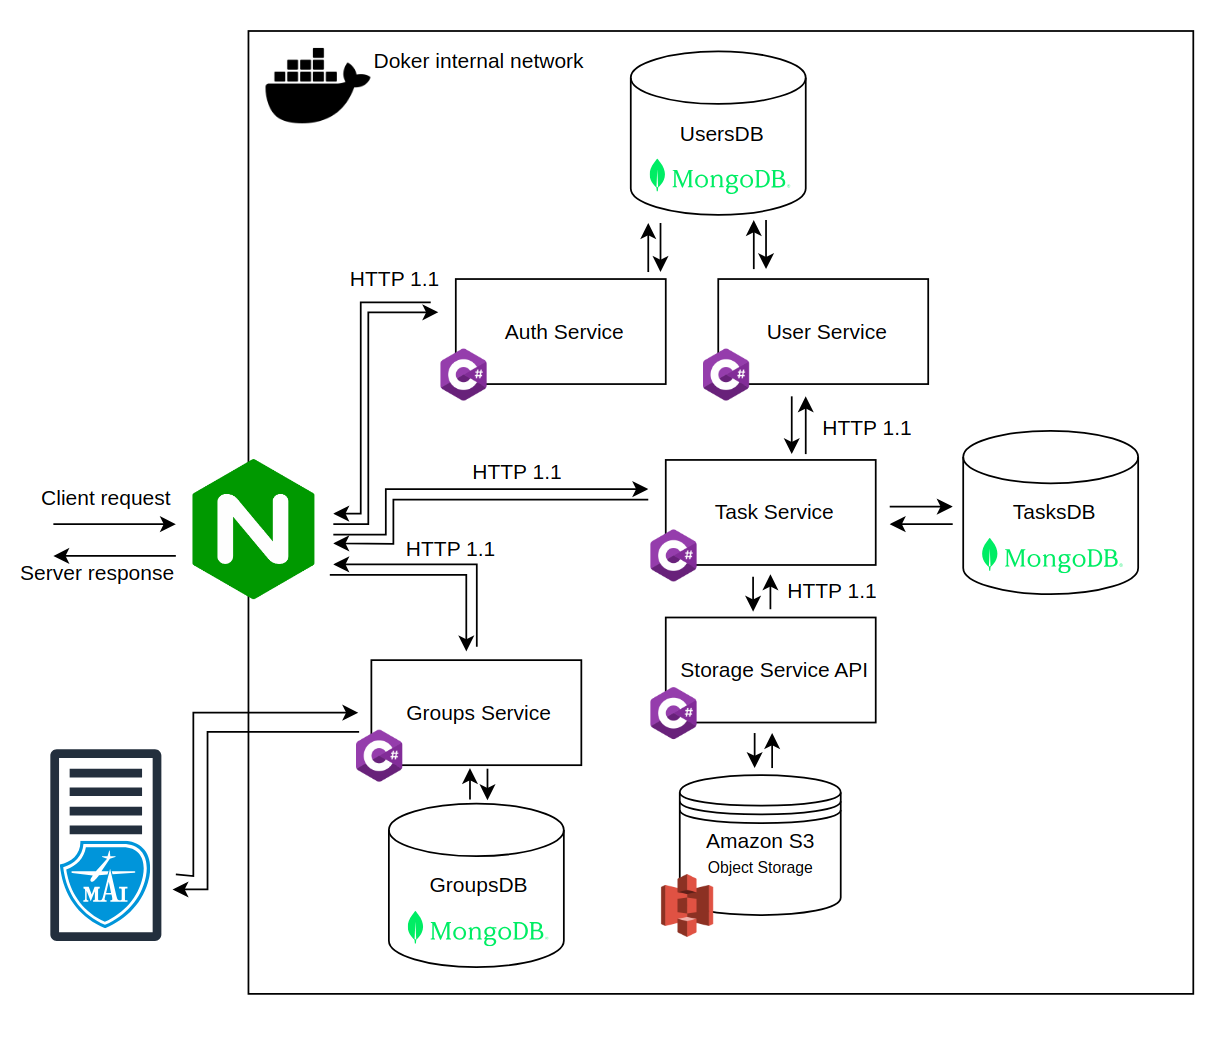 Doker internal network
UsersDB
MongoDB
HTTP 1.1
Auth Service
User Service
C#
C#
HTTP 1.1
HTTP 1.1
Client request
N
Server response
Task Service
C#
TasksDB
MongoDB
HTTP 1.1
HTTP 1.1
Storage Service API
C#
Groups Service
C#
Amazon S3
Object Storage
GroupsDB
MongoDB
МАІ